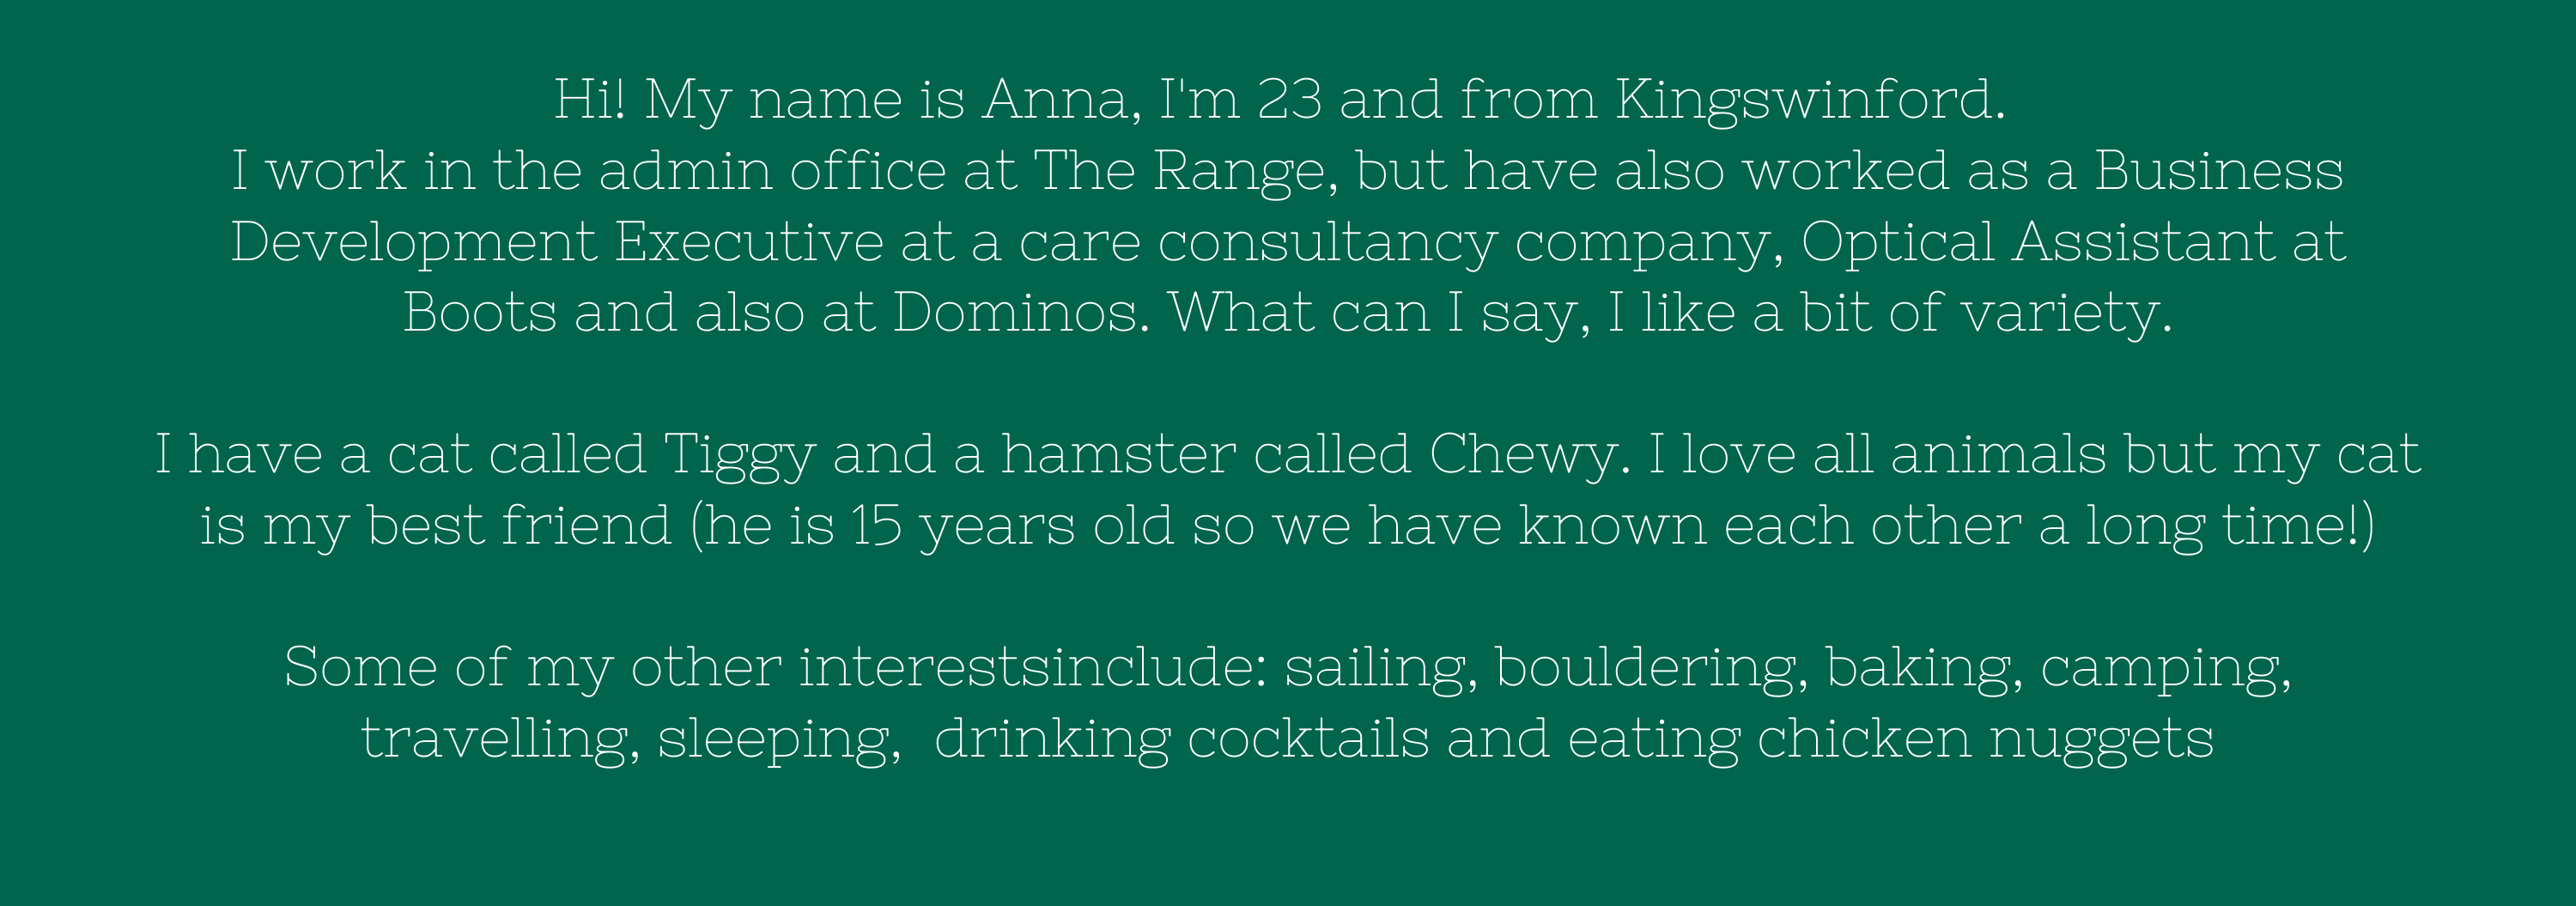 Hi! My name is Anna, I'm 23 and from Kingswinford.
I work in the admin office at The Range, but have also worked as a Business
Development Executive at a care consultancy company, Optical Assistant at
Boots and also at Dominos. What can I say, I like a bit of variety.
I have a cat called Tiggy and a hamster called Chewy. I love all animals but my cat
is my best friend (he is 15 years old so we have known each other a long time!)
Some of my other interestsinclude: sailing, bouldering, baking, camping,
travelling, sleeping,  drinking cocktails and eating chicken nuggets